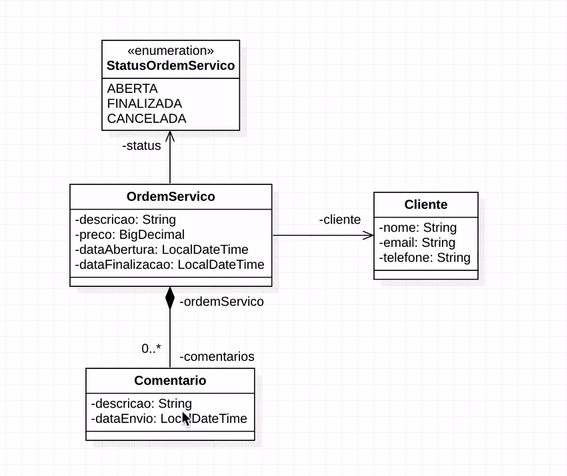 «enumeration»
StatusOrdemServico
ABERTA
FINALIZADA
CANCELADA
-status
OrdemServico
-descricao: String
-preco: BigDecimal
-dataAbertura: LocalDateTime
-dataFinalizacao: LocalDateTime
-cliente
Cliente
-nome: String
-email: String
-telefone: String
-ordemServico
0..*
-comentarios
Comentario
-descricao: String
-dataEnvio: LocalDateTime